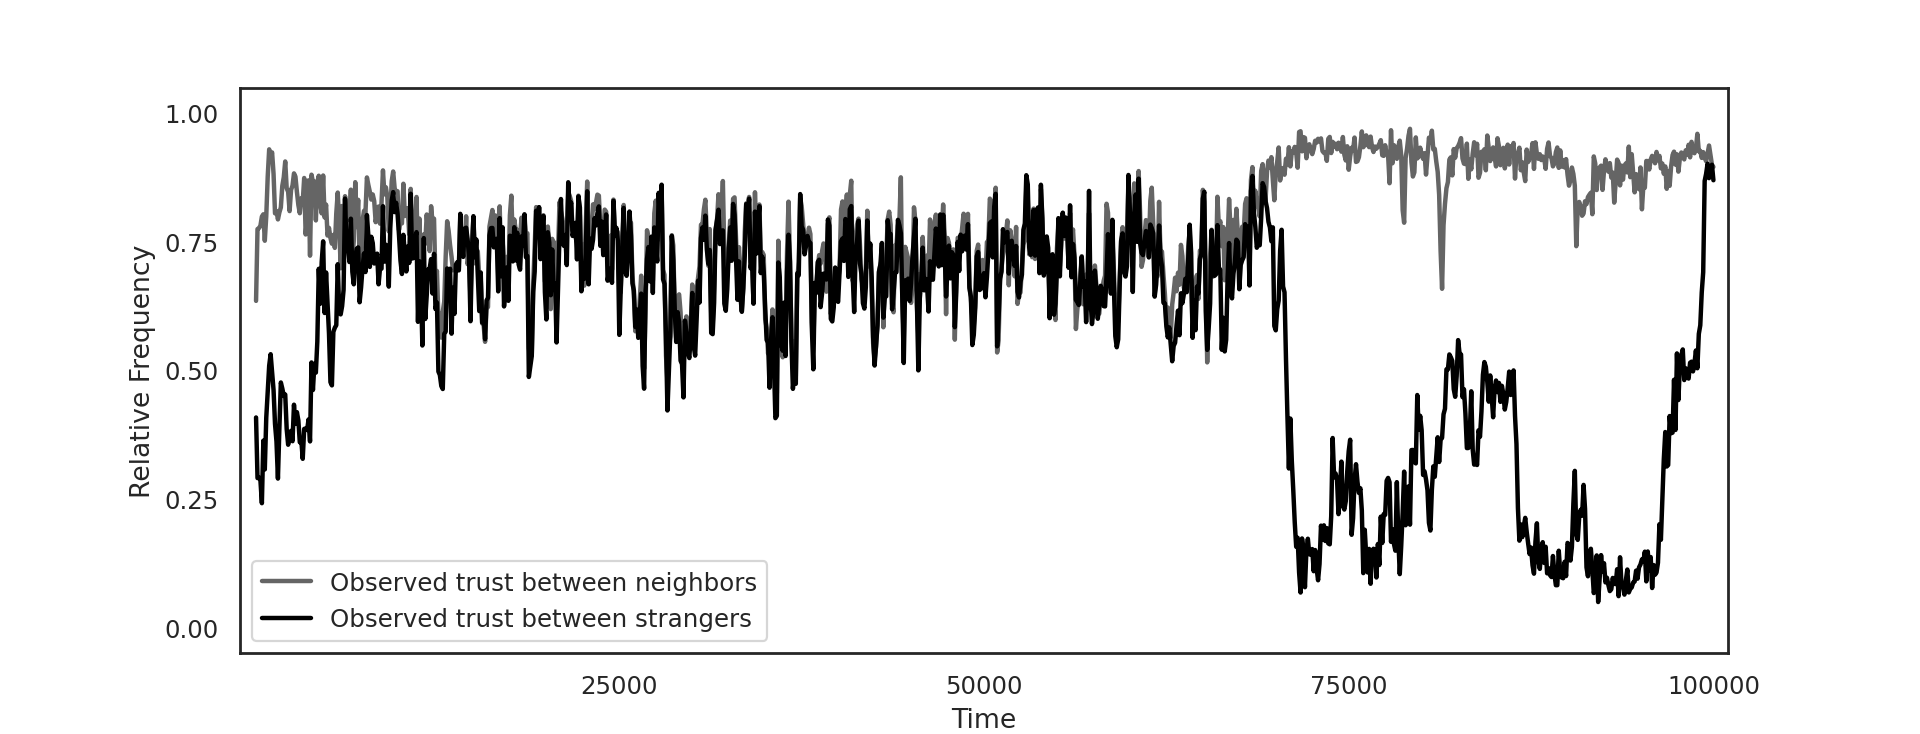 1.00
0.75
0.50
0.25
0.00
Relative Frequency
Observed trust between neighbors
Observed trust between strangers
25000
50000
75000
100000
Time